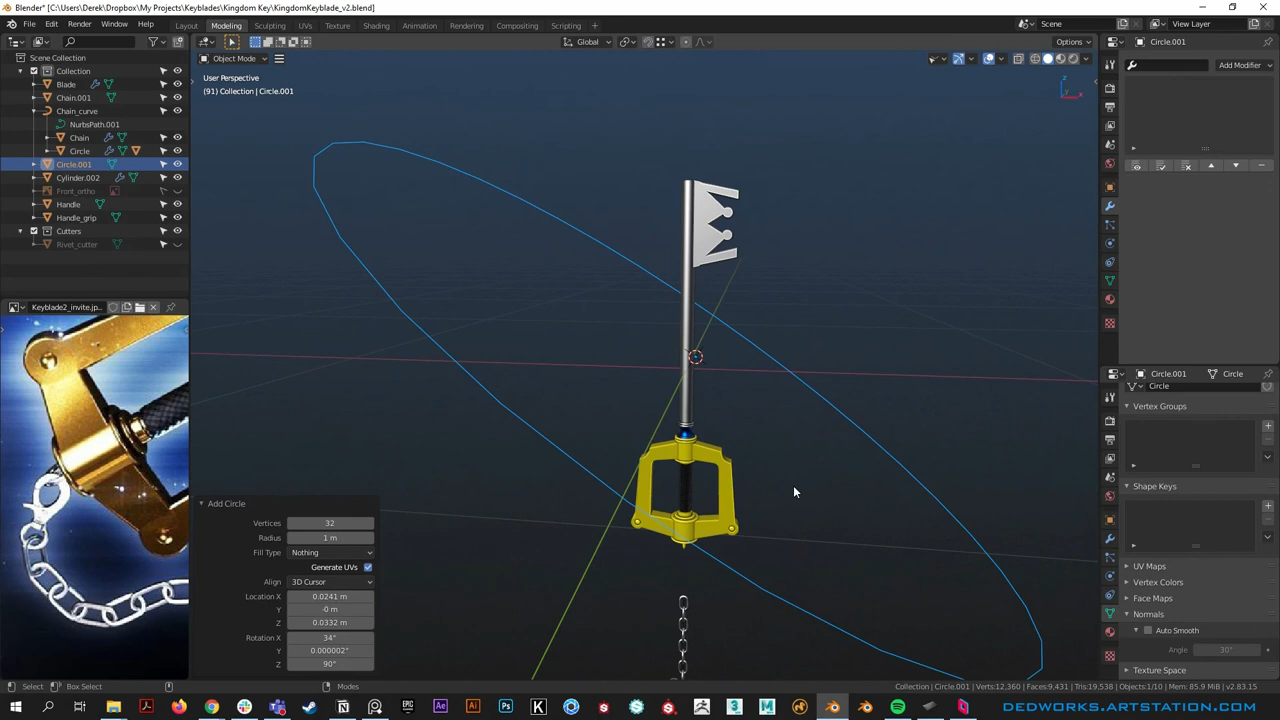 Blender* [C:\Users\Derek\Dropbox\My Projects\Keyblades\Kingdom Key\KingdomKeyblade_v2.blend]
File Edit Render Window Help Layout Modeling Sculpting UVs Texture Shading Animation Rendering Compositing Scripting Scene View Layer
Global Options Circle.001
Object Mode
Scene Collection
Collection
Blade
Chain.001
Chain_curve
NurbsPath.001
Chain
Circle
Circle.001
Cylinder.002
Front_ortho
Handle
Handle_grip
Cutters
Rivet_cutter
Keyblade2_invite.jp...
User Perspective
(91) Collection | Circle.001
Add Circle
Vertices 32
Radius 1 m
Fill Type Nothing
Generate UVs
Align 3D Cursor
Location X 0.0241 m
Y -0 m
Z 0.0332 m
Rotation X 34°
Y 0.000002°
Z 90°
Add Modifier
Circle.001 Circle
Circle
Vertex Groups
Shape Keys
UV Maps
Vertex Colors
Face Maps
Normals
Auto Smooth
Angle 30°
Texture Space
Select Box Select Modes Collection | Circle.001 | Verts:12,360 | Faces:9,431 | Tris:19,538 | Objects:1/10 | Mem: 85.9 MiB | v2.83.15
DEDWORKS.ARTSTATION.COM